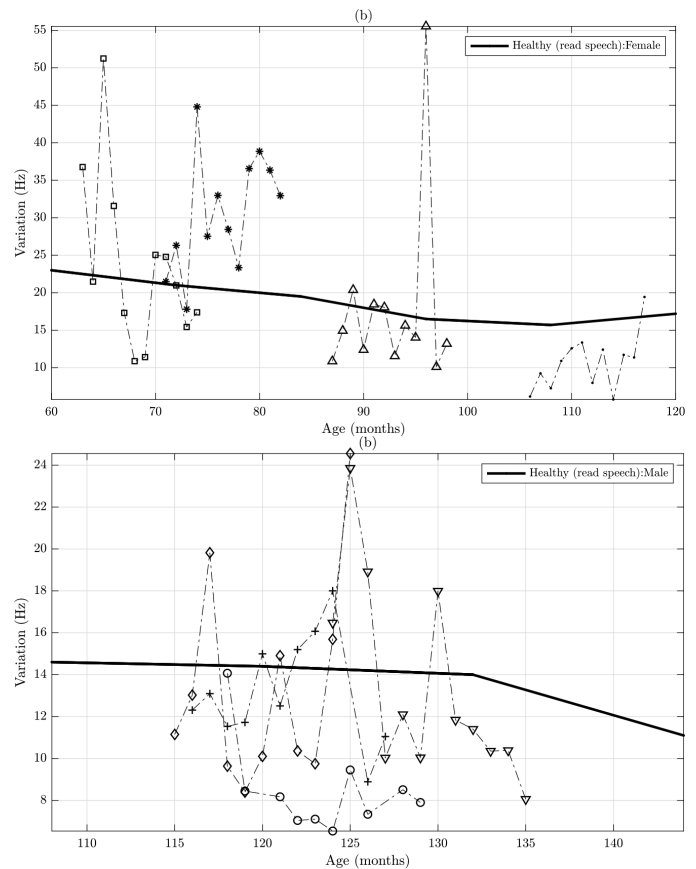 (b)
Healthy (read speech):Female
55
50
45
40
35
30
25
20
15
10
Variation (Hz)
60 70 80 90 100 110 120
Age (months)
(b)
Healthy (read speech):Male
24
22
20
18
16
14
12
10
8
Variation (Hz)
110 115 120 125 130 135 140
Age (months)